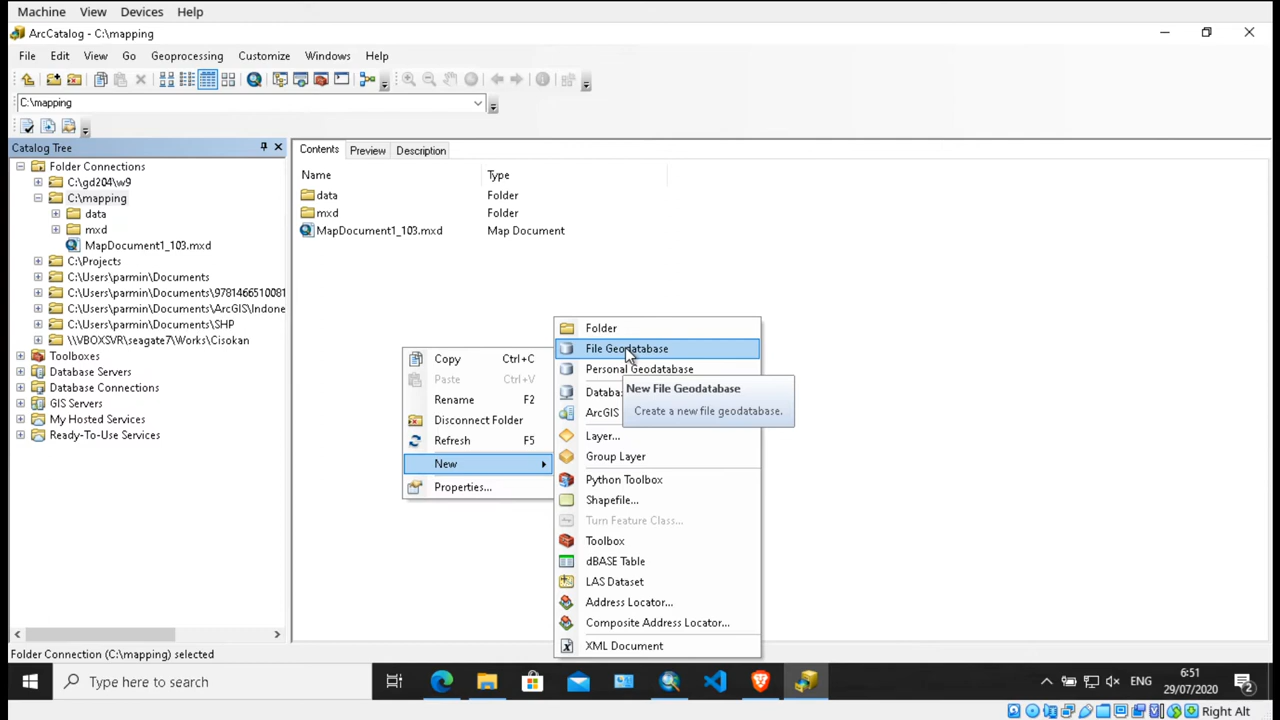 Machine View Devices Help
ArcCatalog - C:\mapping
File Edit View Go Geoprocessing Customize Windows Help
C:\mapping
Catalog Tree
Folder Connections
C:\gd204\w9
C:\mapping
data
mxd
MapDocument1_103.mxd
C:\Projects
C:\Users\parmin\Documents
C:\Users\parmin\Documents\9781466510081
C:\Users\parmin\Documents\ArcGIS\Indone
C:\Users\parmin\Documents\SHP
\\VBOXSVR\seagate7\Works\Cisokan
Toolboxes
Database Servers
Database Connections
GIS Servers
My Hosted Services
Ready-To-Use Services
Contents Preview Description
Name Type
data Folder
mxd Folder
MapDocument1_103.mxd Map Document
Copy Ctrl+C
Paste Ctrl+V
Rename F2
Disconnect Folder
Refresh F5
New
Properties...
Folder
File Geodatabase
Personal Geodatabase
Databa
ArcGIS
Layer...
Group Layer
Python Toolbox
Shapefile...
Turn Feature Class...
Toolbox
dBASE Table
LAS Dataset
Address Locator...
Composite Address Locator...
XML Document
New File Geodatabase
Create a new file geodatabase.
Folder Connection (C:\mapping) selected
Type here to search
ENG
6:51
29/07/2020
2
Right Alt